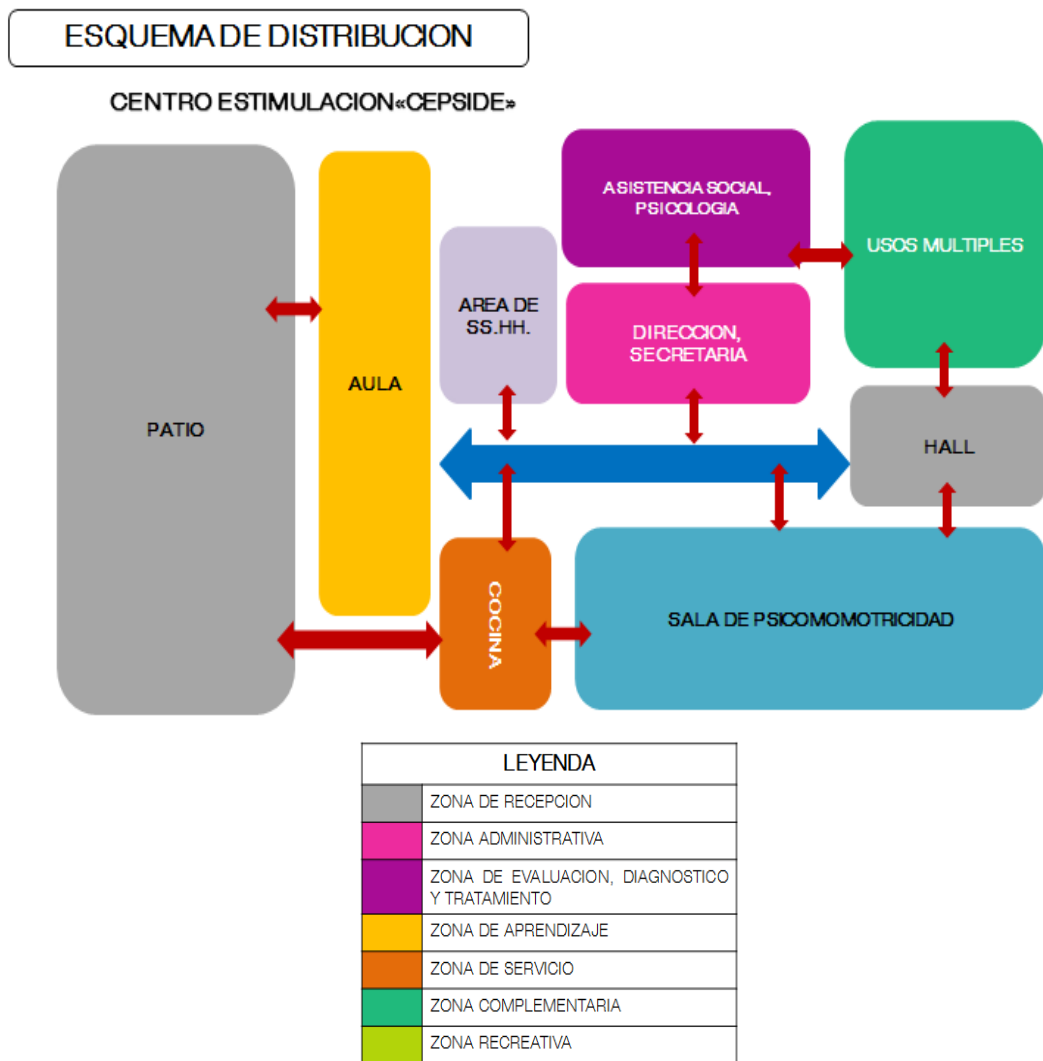 ESQUEMA DE DISTRIBUCION
CENTRO ESTIMULACION«CEPSIDE»
ASISTENCIA SOCIAL,
PSICOLOGIA
USOS MULTIPLES
AREA DE
SS.HH.
DIRECCION,
SECRETARIA
AULA
PATIO
HALL
COCINA
SALA DE PSICOMOMOTRICIDAD
LEYENDA
ZONA DE RECEPCION
ZONA ADMINISTRATIVA
ZONA DE EVALUACION, DIAGNOSTICO
Y TRATAMIENTO
ZONA DE APRENDIZAJE
ZONA DE SERVICIO
ZONA COMPLEMENTARIA
ZONA RECREATIVA